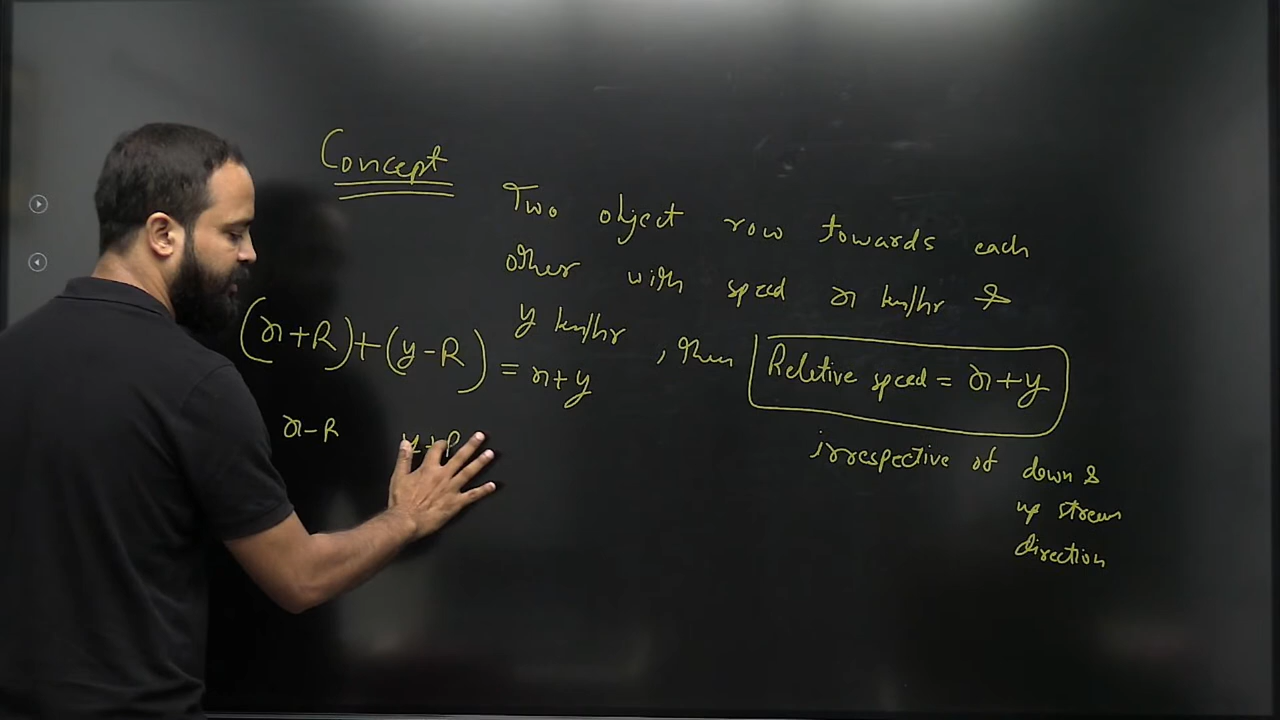 Concept
Two object row towards each
other with speed x km/hr &
y km/hr , then Relative speed = x+y
(x+R)+(y-R) = x+y
x-R y+R
irrespective of down &
up stream
direction